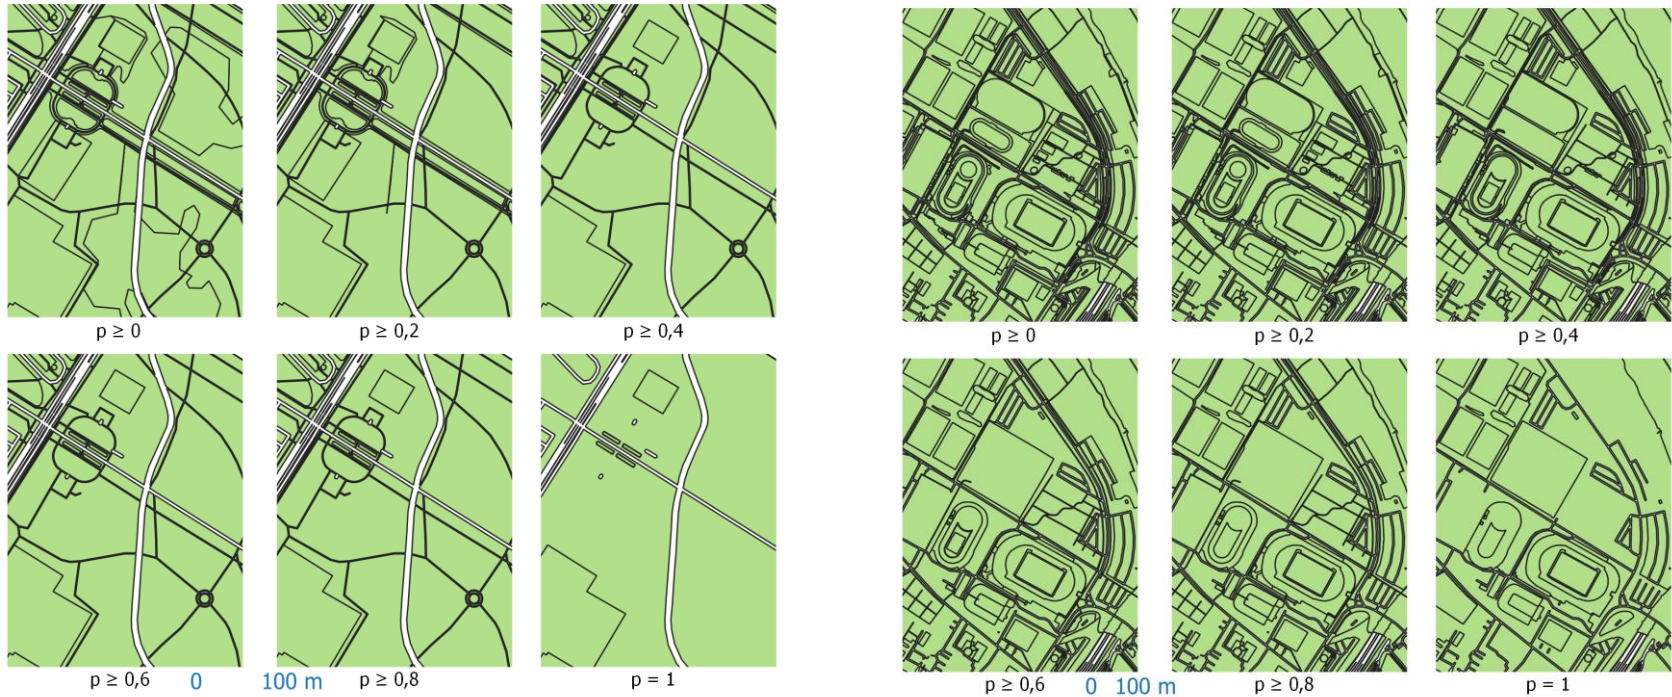 p ≥ 0
p ≥ 0,2
p ≥ 0,4
p ≥ 0
p ≥ 0,2
p ≥ 0,4
p ≥ 0,6
0
100 m
p ≥ 0,8
p = 1
p ≥ 0,6
0
100 m
p ≥ 0,8
p = 1